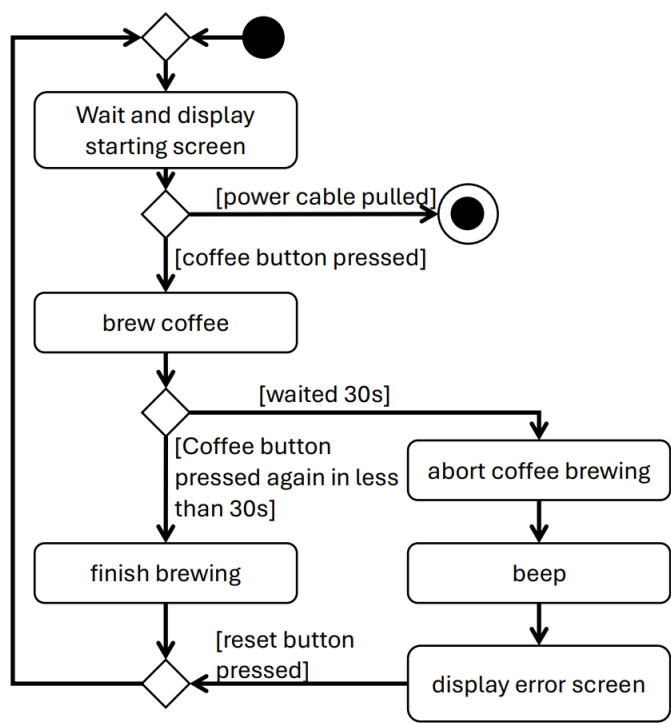 Wait and display
starting screen
[power cable pulled]
[coffee button pressed]
brew coffee
[waited 30s]
[Coffee button
pressed again in less
than 30s]
abort coffee brewing
finish brewing
beep
[reset button
pressed]
display error screen